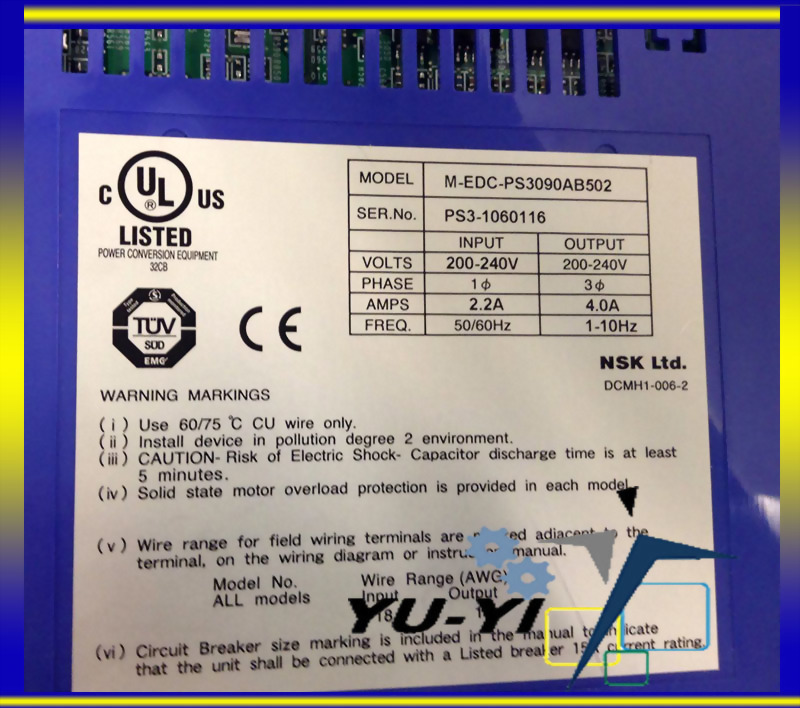 C UL US
®
LISTED
POWER CONVERSION EQUIPMENT
32CB
TÜV
SÜD
EMC
CE
MODEL M-EDC-PS3090AB502
SER.No. PS3-1060116
INPUT OUTPUT
VOLTS 200-240V 200-240V
PHASE 1φ 3φ
AMPS 2.2A 4.0A
FREQ. 50/60Hz 1-10Hz
NSK Ltd.
DCMH1-006-2
WARNING MARKINGS
(i) Use 60/75 ℃ CU wire only.
(ii) Install device in pollution degree 2 environment.
(iii) CAUTION- Risk of Electric Shock- Capacitor discharge time is at least
5 minutes.
(iv) Solid state motor overload protection is provided in each model.
(v) Wire range for field wiring terminals are adjacent to the
terminal, on the wiring diagram or manual.
Model No. Wire Range (AWG)
ALL models Input Output
YU-YI
(vi) Circuit Breaker size marking is included in the manual to indicate
that the unit shall be connected with a Listed breaker current rating.